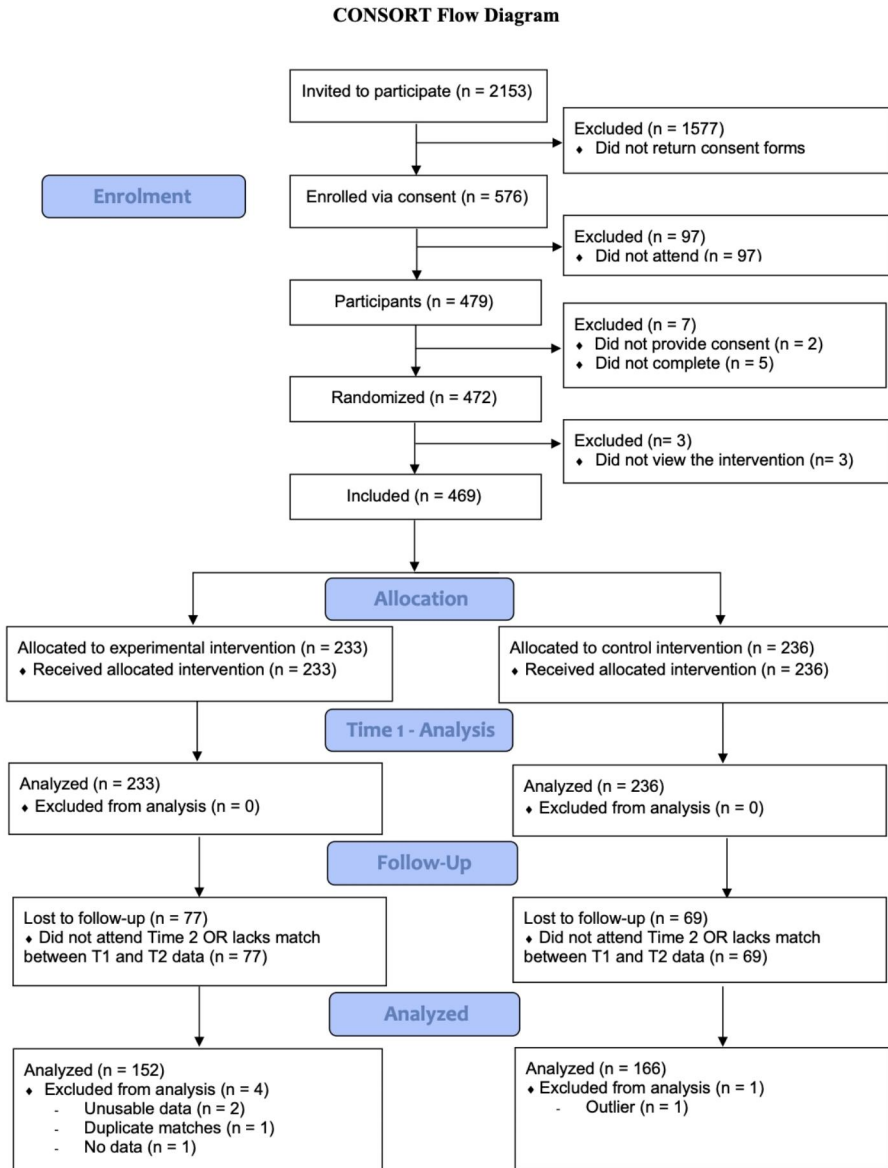 CONSORT Flow Diagram
Invited to participate (n = 2153)
Excluded (n = 1577)
♦ Did not return consent forms
Enrolment
Enrolled via consent (n = 576)
Excluded (n = 97)
♦ Did not attend (n = 97)
Participants (n = 479)
Excluded (n = 7)
♦ Did not provide consent (n = 2)
♦ Did not complete (n = 5)
Randomized (n = 472)
Excluded (n= 3)
♦ Did not view the intervention (n= 3)
Included (n = 469)
Allocation
Allocated to experimental intervention (n = 233)
♦ Received allocated intervention (n = 233)
Allocated to control intervention (n = 236)
♦ Received allocated intervention (n = 236)
Time 1 - Analysis
Analyzed (n = 233)
♦ Excluded from analysis (n = 0)
Analyzed (n = 236)
♦ Excluded from analysis (n = 0)
Follow-Up
Lost to follow-up (n = 77)
♦ Did not attend Time 2 OR lacks match
between T1 and T2 data (n = 77)
Lost to follow-up (n = 69)
♦ Did not attend Time 2 OR lacks match
between T1 and T2 data (n = 69)
Analyzed
Analyzed (n = 152)
♦ Excluded from analysis (n = 4)
- Unusable data (n = 2)
- Duplicate matches (n = 1)
- No data (n = 1)
Analyzed (n = 166)
♦ Excluded from analysis (n = 1)
- Outlier (n = 1)